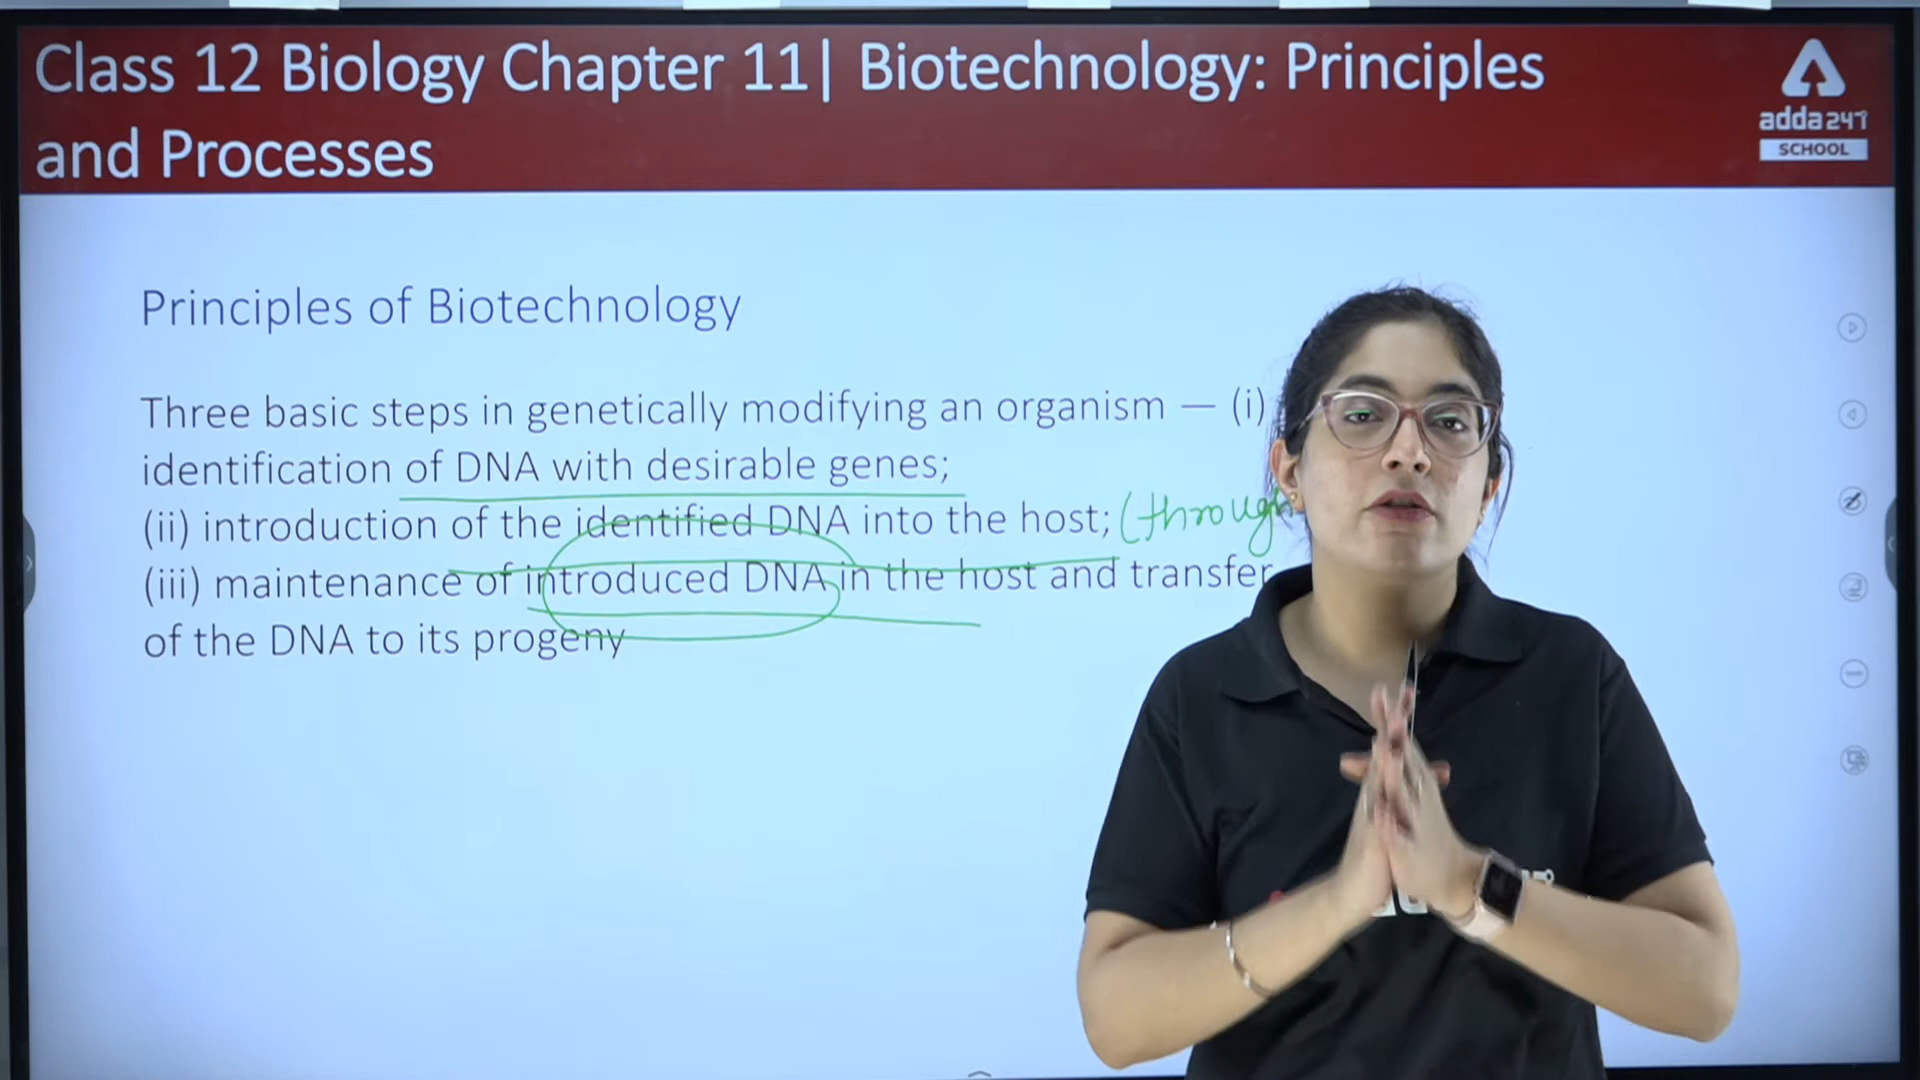 Class 12 Biology Chapter 11| Biotechnology: Principles
and Processes
adda247
SCHOOL
Principles of Biotechnology
Three basic steps in genetically modifying an organism — (i)
identification of DNA with desirable genes;
(ii) introduction of the identified DNA into the host; (through
(iii) maintenance of introduced DNA in the host and transfer
of the DNA to its progeny